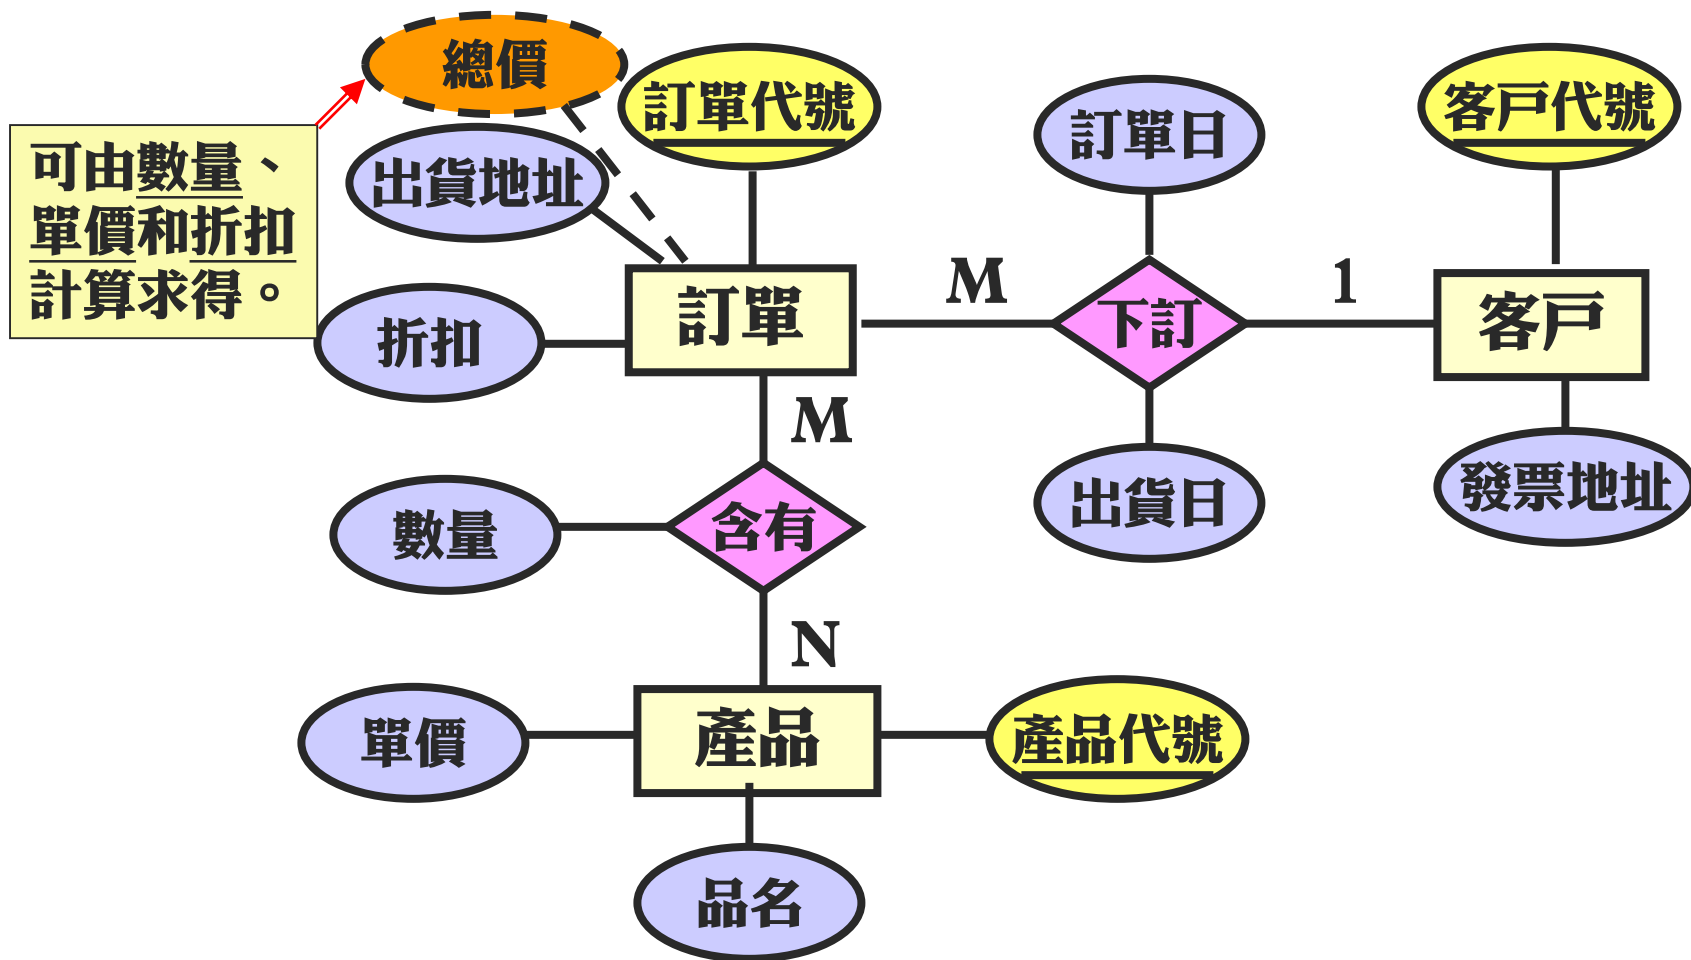 總價
訂單代號
客戶代號
訂單日
可由數量、
單價和折扣
計算求得。
出貨地址
M
1
訂單
下訂
客戶
折扣
M
發票地址
出貨日
數量
含有
N
單價
產品
產品代號
品名